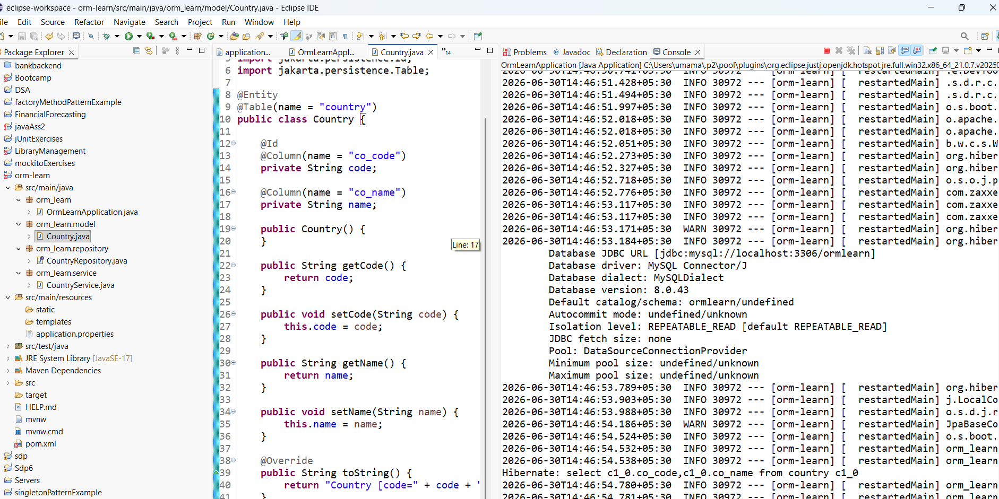 eclipse-workspace - orm-learn/src/main/java/orm_learn/model/Country.java - Eclipse IDE
ile Edit Source Refactor Navigate Search Project Run Window Help
Package Explorer
bankbackend
Bootcamp
DSA
factoryMethodPatternExample
FinancialForecasting
javaAss2
jUnitExercises
LibraryManagement
mockitoExercises
orm-learn
src/main/java
orm_learn
OrmLearnApplication.java
orm_learn.model
Country.java
orm_learn.repository
CountryRepository.java
orm_learn.service
CountryService.java
src/main/resources
static
templates
application.properties
src/test/java
JRE System Library [JavaSE-17]
Maven Dependencies
src
target
HELP.md
mvnw
mvnw.cmd
pom.xml
sdp
Sdp6
Servers
singletonPatternExample
application...
OrmLearnAppl...
Country.java
»14
5 import jakarta.persistence.Id;
6 import jakarta.persistence.Table;
7
8 @Entity
9 @Table(name = "country")
10 public class Country {
11
12 @Id
13 @Column(name = "co_code")
14 private String code;
15
16 @Column(name = "co_name")
17 private String name;
18
19 public Country() {
20 }
21
22 public String getCode() {
23 return code;
24 }
25
26 public void setCode(String code) {
27 this.code = code;
28 }
29
30 public String getName() {
31 return name;
32 }
33
34 public void setName(String name) {
35 this.name = name;
36 }
37
38 @Override
39 public String toString() {
40 return "Country [code=" + code + '
41 }
Line: 17
Problems
@ Javadoc
Declaration
Console
OrmLearnApplication [Java Application] C:\Users\umama\.p2\pool\plugins\org.eclipse.justj.openjdk.hotspot.jre.full.win32.x86_64_21.0.7.v20250
2026-06-30T14:46:50.741+05:30 INFO 30972 --- [orm-learn] [ restartedMain] .e.DevToo
2026-06-30T14:46:51.428+05:30 INFO 30972 --- [orm-learn] [ restartedMain] .s.d.r.c.
2026-06-30T14:46:51.494+05:30 INFO 30972 --- [orm-learn] [ restartedMain] .s.d.r.c.
2026-06-30T14:46:51.997+05:30 INFO 30972 --- [orm-learn] [ restartedMain] o.s.boot.
2026-06-30T14:46:52.018+05:30 INFO 30972 --- [orm-learn] [ restartedMain] o.apache.
2026-06-30T14:46:52.018+05:30 INFO 30972 --- [orm-learn] [ restartedMain] o.apache.
2026-06-30T14:46:52.051+05:30 INFO 30972 --- [orm-learn] [ restartedMain] b.w.c.s.W
2026-06-30T14:46:52.273+05:30 INFO 30972 --- [orm-learn] [ restartedMain] org.hiber
2026-06-30T14:46:52.327+05:30 INFO 30972 --- [orm-learn] [ restartedMain] org.hiber
2026-06-30T14:46:52.718+05:30 INFO 30972 --- [orm-learn] [ restartedMain] o.s.o.j.p
2026-06-30T14:46:52.776+05:30 INFO 30972 --- [orm-learn] [ restartedMain] com.zaxxe
2026-06-30T14:46:53.117+05:30 INFO 30972 --- [orm-learn] [ restartedMain] com.zaxxe
2026-06-30T14:46:53.117+05:30 INFO 30972 --- [orm-learn] [ restartedMain] com.zaxxe
2026-06-30T14:46:53.171+05:30 WARN 30972 --- [orm-learn] [ restartedMain] org.hiber
2026-06-30T14:46:53.184+05:30 INFO 30972 --- [orm-learn] [ restartedMain] org.hiber
Database JDBC URL [jdbc:mysql://localhost:3306/ormlearn]
Database driver: MySQL Connector/J
Database dialect: MySQLDialect
Database version: 8.0.43
Default catalog/schema: ormlearn/undefined
Autocommit mode: undefined/unknown
Isolation level: REPEATABLE_READ [default REPEATABLE_READ]
JDBC fetch size: none
Pool: DataSourceConnectionProvider
Minimum pool size: undefined/unknown
Maximum pool size: undefined/unknown
2026-06-30T14:46:53.789+05:30 INFO 30972 --- [orm-learn] [ restartedMain] org.hiber
2026-06-30T14:46:53.903+05:30 INFO 30972 --- [orm-learn] [ restartedMain] j.LocalCo
2026-06-30T14:46:53.988+05:30 INFO 30972 --- [orm-learn] [ restartedMain] o.s.d.j.r
2026-06-30T14:46:54.186+05:30 WARN 30972 --- [orm-learn] [ restartedMain] JpaBaseCo
2026-06-30T14:46:54.524+05:30 INFO 30972 --- [orm-learn] [ restartedMain] o.s.boot.
2026-06-30T14:46:54.532+05:30 INFO 30972 --- [orm-learn] [ restartedMain] orm_learn
2026-06-30T14:46:54.538+05:30 INFO 30972 --- [orm-learn] [ restartedMain] orm_learn
Hibernate: select c1_0.co_code,c1_0.co_name from country c1_0
2026-06-30T14:46:54.780+05:30 INFO 30972 --- [orm-learn] [ restartedMain] orm_learn
2026-06-30T14:46:54.781+05:30 INFO 30972 --- [orm-learn] [ restartedMain] orm_learn